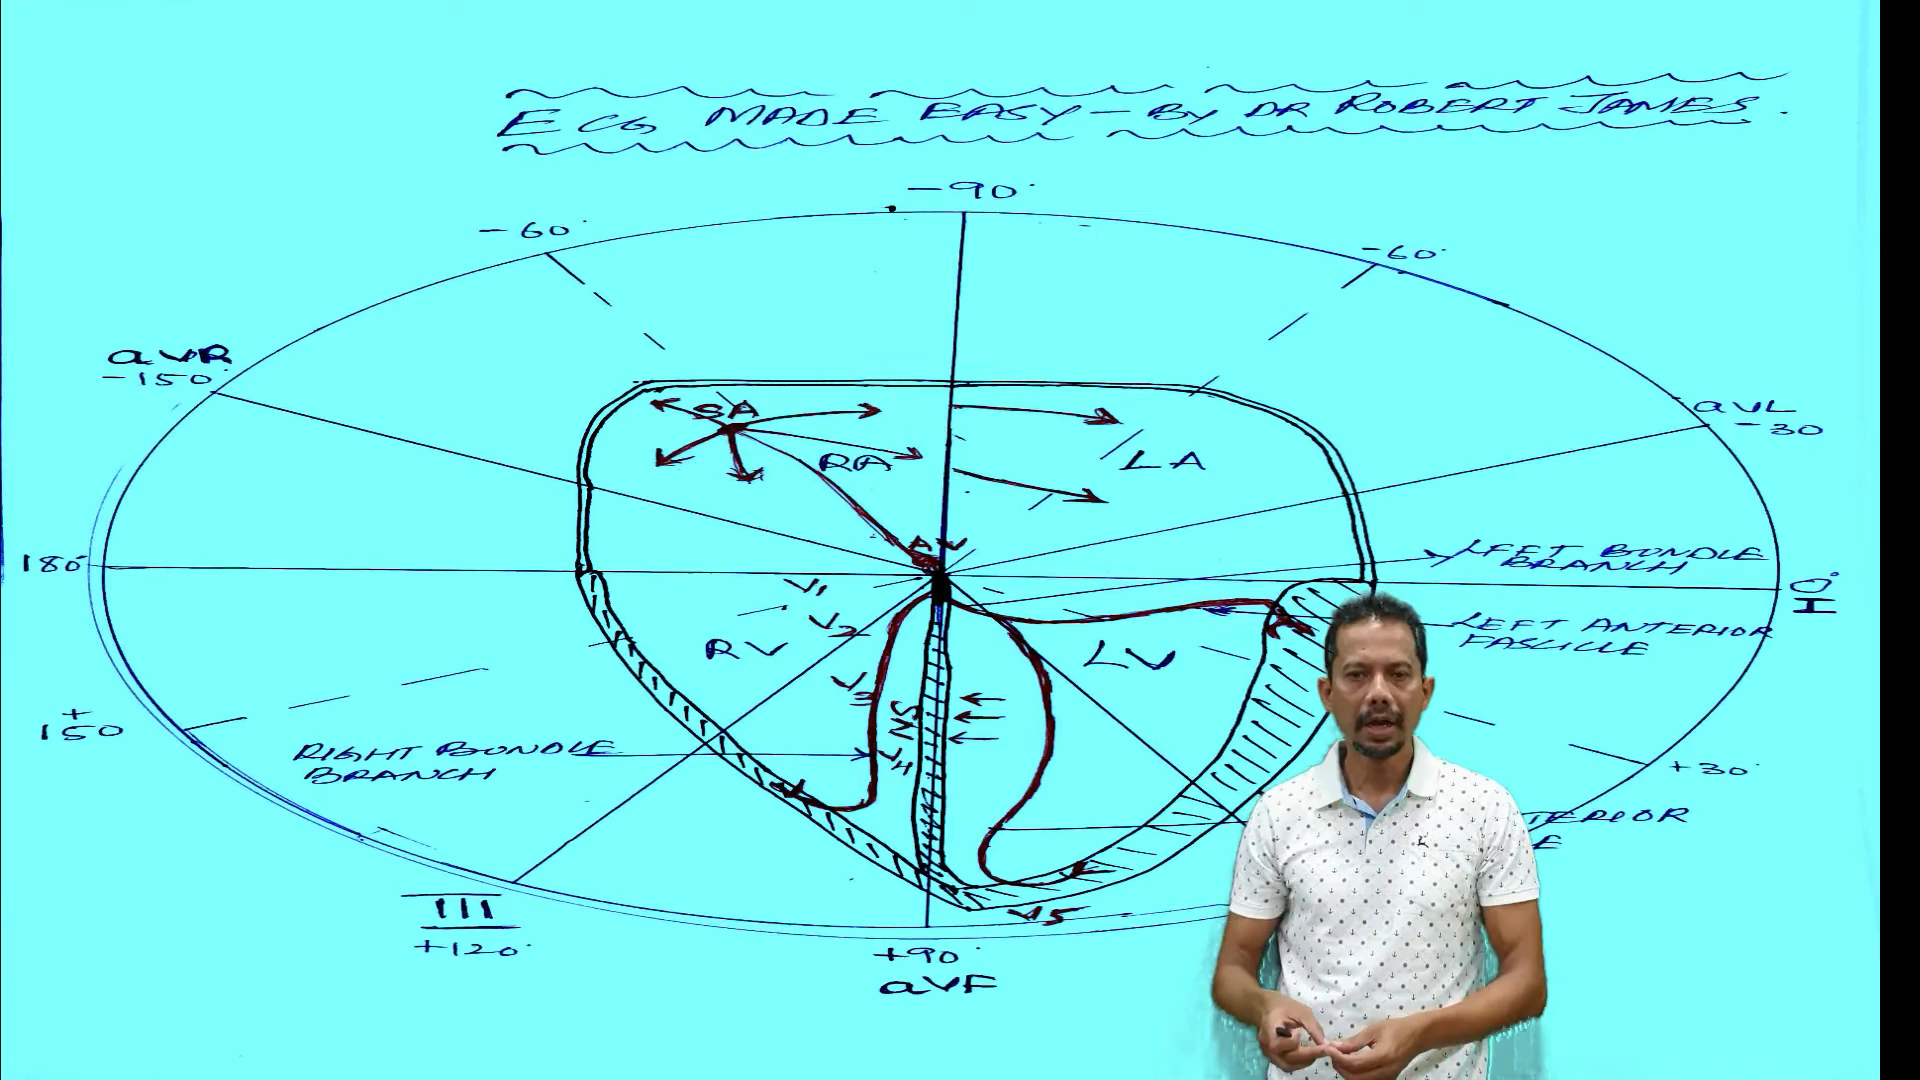 ECG MADE EASY - BY DR ROBERT JAMES.
-90°
-60°
-60°
aVR
-150°
aVL
-30
SA
RA
LA
AV
180°
0°
I
LEFT BUNDLE
BRANCH
V1
V2
RV
LV
LEFT ANTERIOR
FASCICLE
V3
IVS
V4
+
150
RIGHT BUNDLE
BRANCH
+30°
TERIOR
E
III
+120°
V5
+90°
aVF